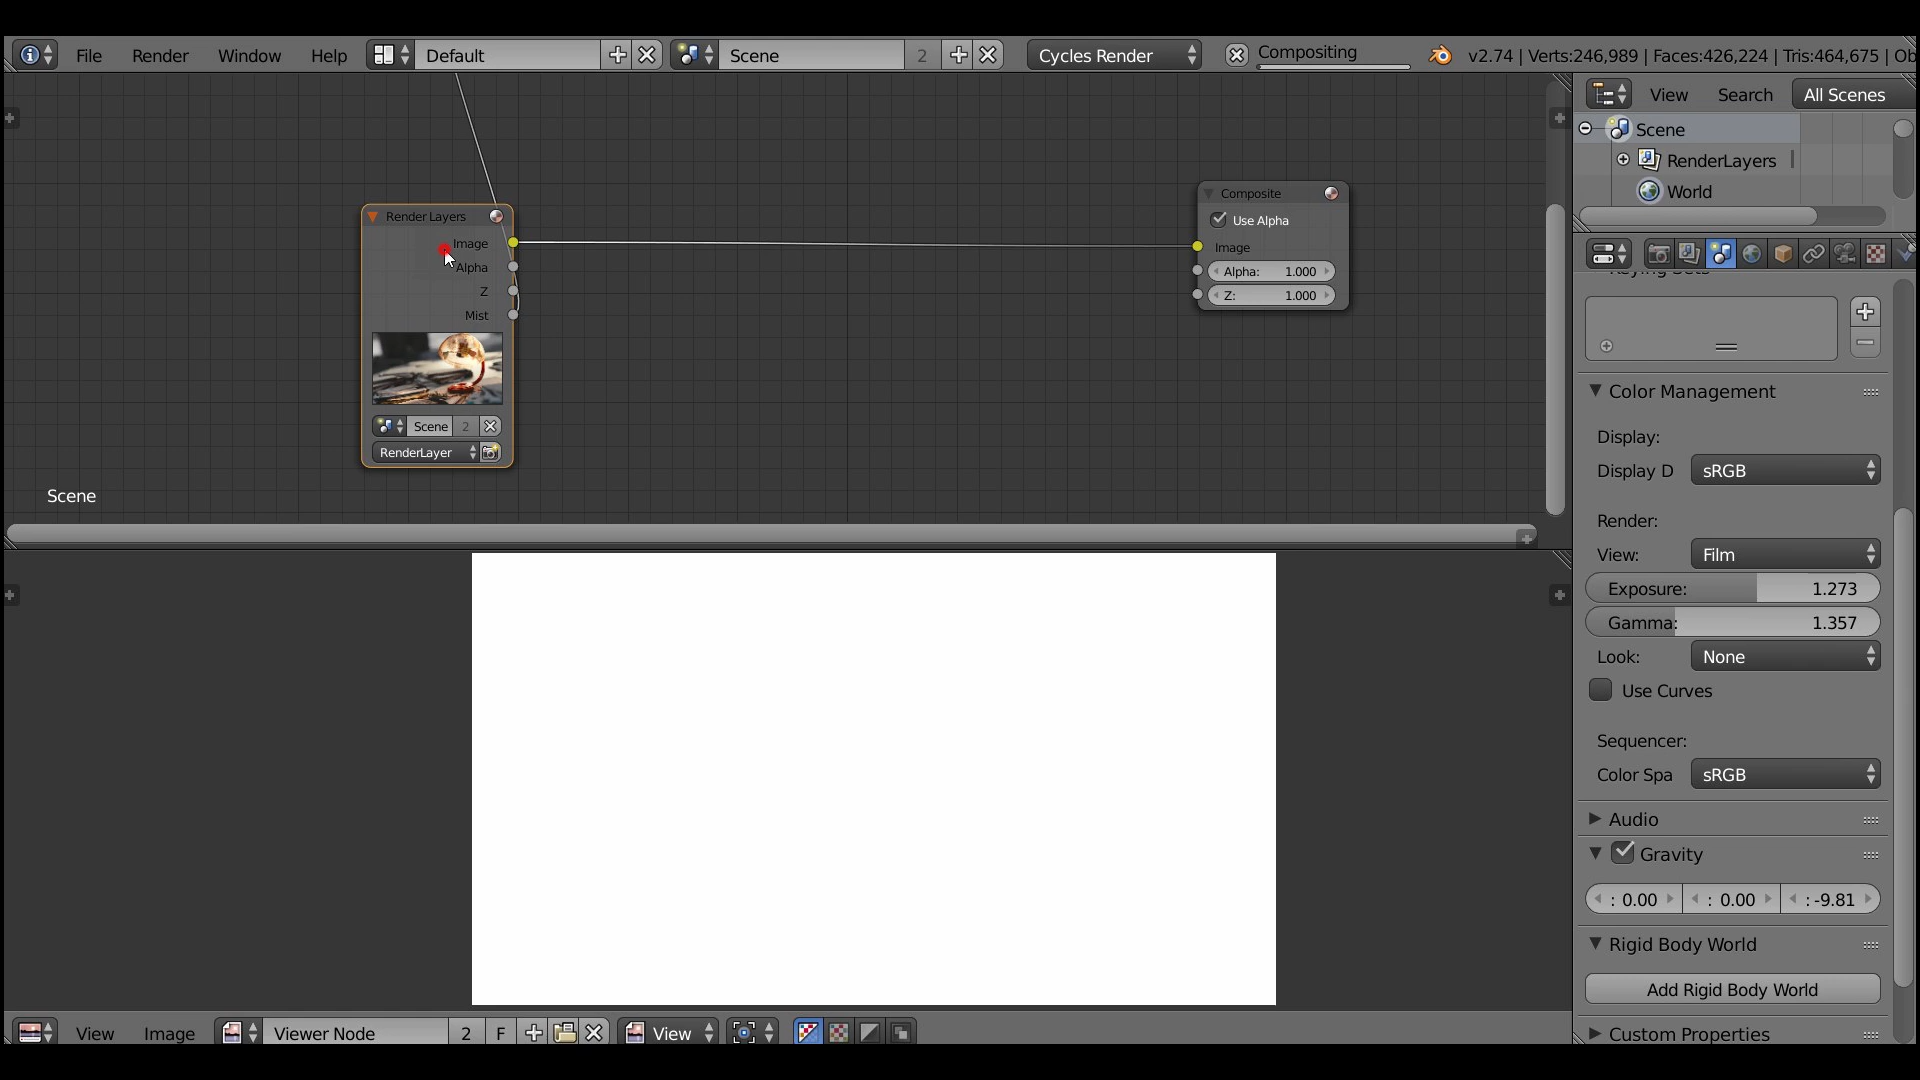 File Render Window Help Default Scene 2 Cycles Render Compositing v2.74 | Verts:246,989 | Faces:426,224 | Tris:464,675 | Ob
View Search All Scenes
Scene
RenderLayers
World
Render Layers
Image
Alpha
Z
Mist
Scene 2
RenderLayer
Composite
Use Alpha
Image
Alpha: 1.000
Z: 1.000
Scene
Keying Sets
Color Management
Display:
Display D sRGB
Render:
View: Film
Exposure: 1.273
Gamma: 1.357
Look: None
Use Curves
Sequencer:
Color Spa sRGB
Audio
Gravity
: 0.00 : 0.00 : -9.81
Rigid Body World
Add Rigid Body World
Custom Properties
View Image Viewer Node 2 F View